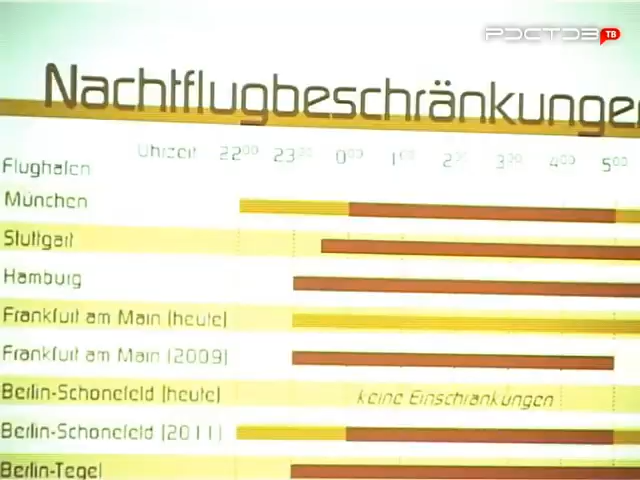 РОСТОВ ТВ
Nachtflugbeschränkungen
Uhrzeit 22⁰⁰ 23⁰⁰ 0⁰⁰ 1⁰⁰ 2⁰⁰ 3⁰⁰ 4⁰⁰ 5⁰⁰
Flughafen
München
Stuttgart
Hamburg
Frankfurt am Main (heute)
Frankfurt am Main (2009)
Berlin-Schönefeld (heute) keine Einschränkungen
Berlin-Schönefeld (2011)
Berlin-Tegel